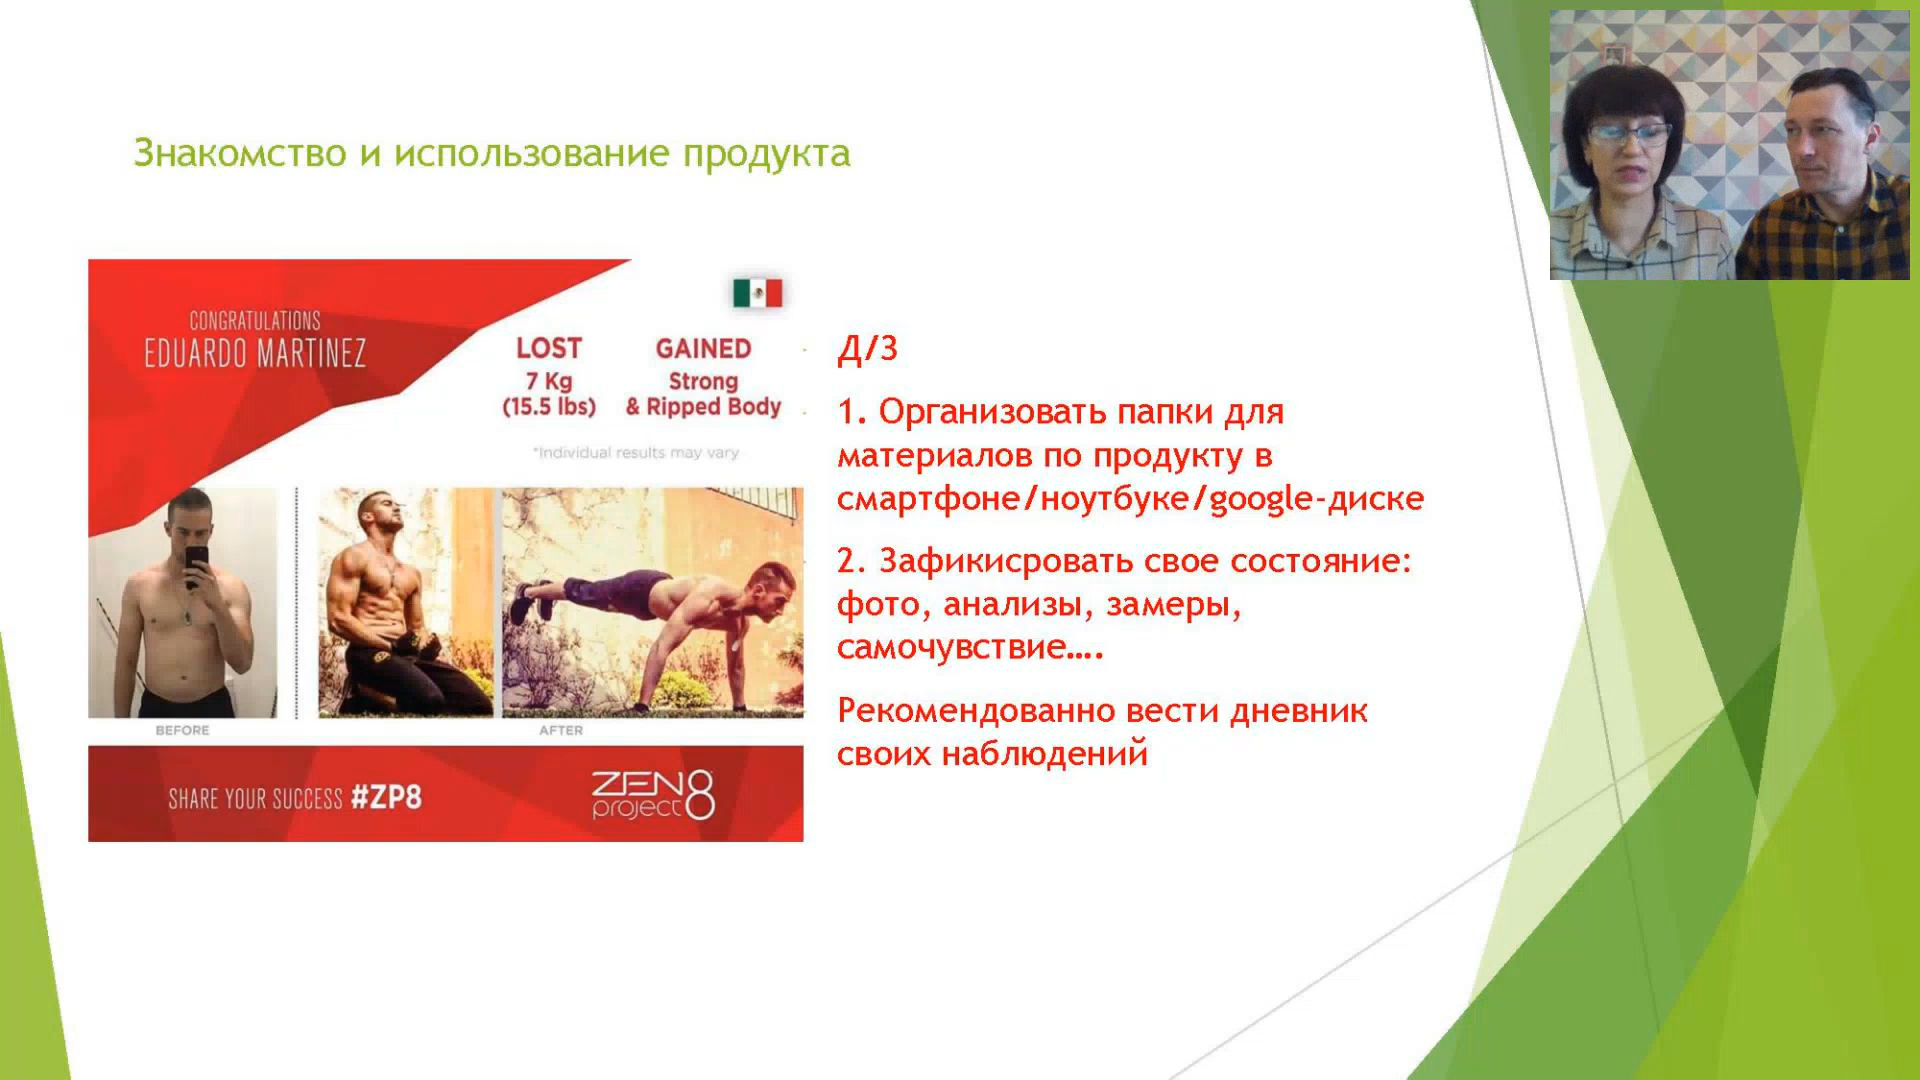 Знакомство и использование продукта
CONGRATULATIONS
EDUARDO MARTINEZ
LOST
7 Kg
(15.5 lbs)
GAINED
Strong
& Ripped Body
*Individual results may vary
BEFORE
AFTER
SHARE YOUR SUCCESS #ZP8
ZEN
project 8
Д/З
1. Организовать папки для
материалов по продукту в
смартфоне/ноутбуке/google-диске
2. Зафикисровать свое состояние:
фото, анализы, замеры,
самочувствие….
Рекомендованно вести дневник
своих наблюдений